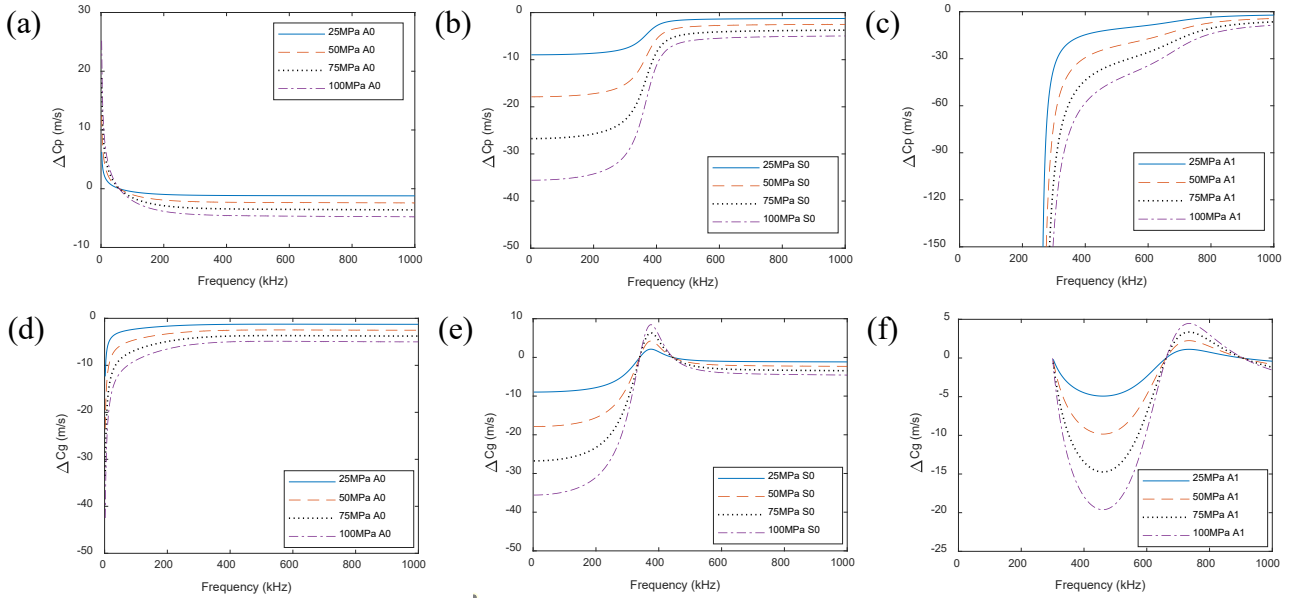 (a)
30
20
10
0
-10
0
200
400
600
800
1000
Δ Cp (m/s)
Frequency (kHz)
25MPa A0
50MPa A0
75MPa A0
100MPa A0
(b)
0
-10
-20
-30
-40
-50
0
200
400
600
800
1000
Δ Cp (m/s)
Frequency (kHz)
25MPa S0
50MPa S0
75MPa S0
100MPa S0
(c)
0
-30
-60
-90
-120
-150
0
200
400
600
800
1000
Δ Cp (m/s)
Frequency (kHz)
25MPa A1
50MPa A1
75MPa A1
100MPa A1
(d)
0
-10
-20
-30
-40
-50
0
200
400
600
800
1000
Δ Cg (m/s)
Frequency (kHz)
25MPa A0
50MPa A0
75MPa A0
100MPa A0
(e)
10
0
-10
-20
-30
-40
-50
0
200
400
600
800
1000
Δ Cg (m/s)
Frequency (kHz)
25MPa S0
50MPa S0
75MPa S0
100MPa S0
(f)
5
0
-5
-10
-15
-20
-25
0
200
400
600
800
1000
Δ Cg (m/s)
Frequency (kHz)
25MPa A1
50MPa A1
75MPa A1
100MPa A1